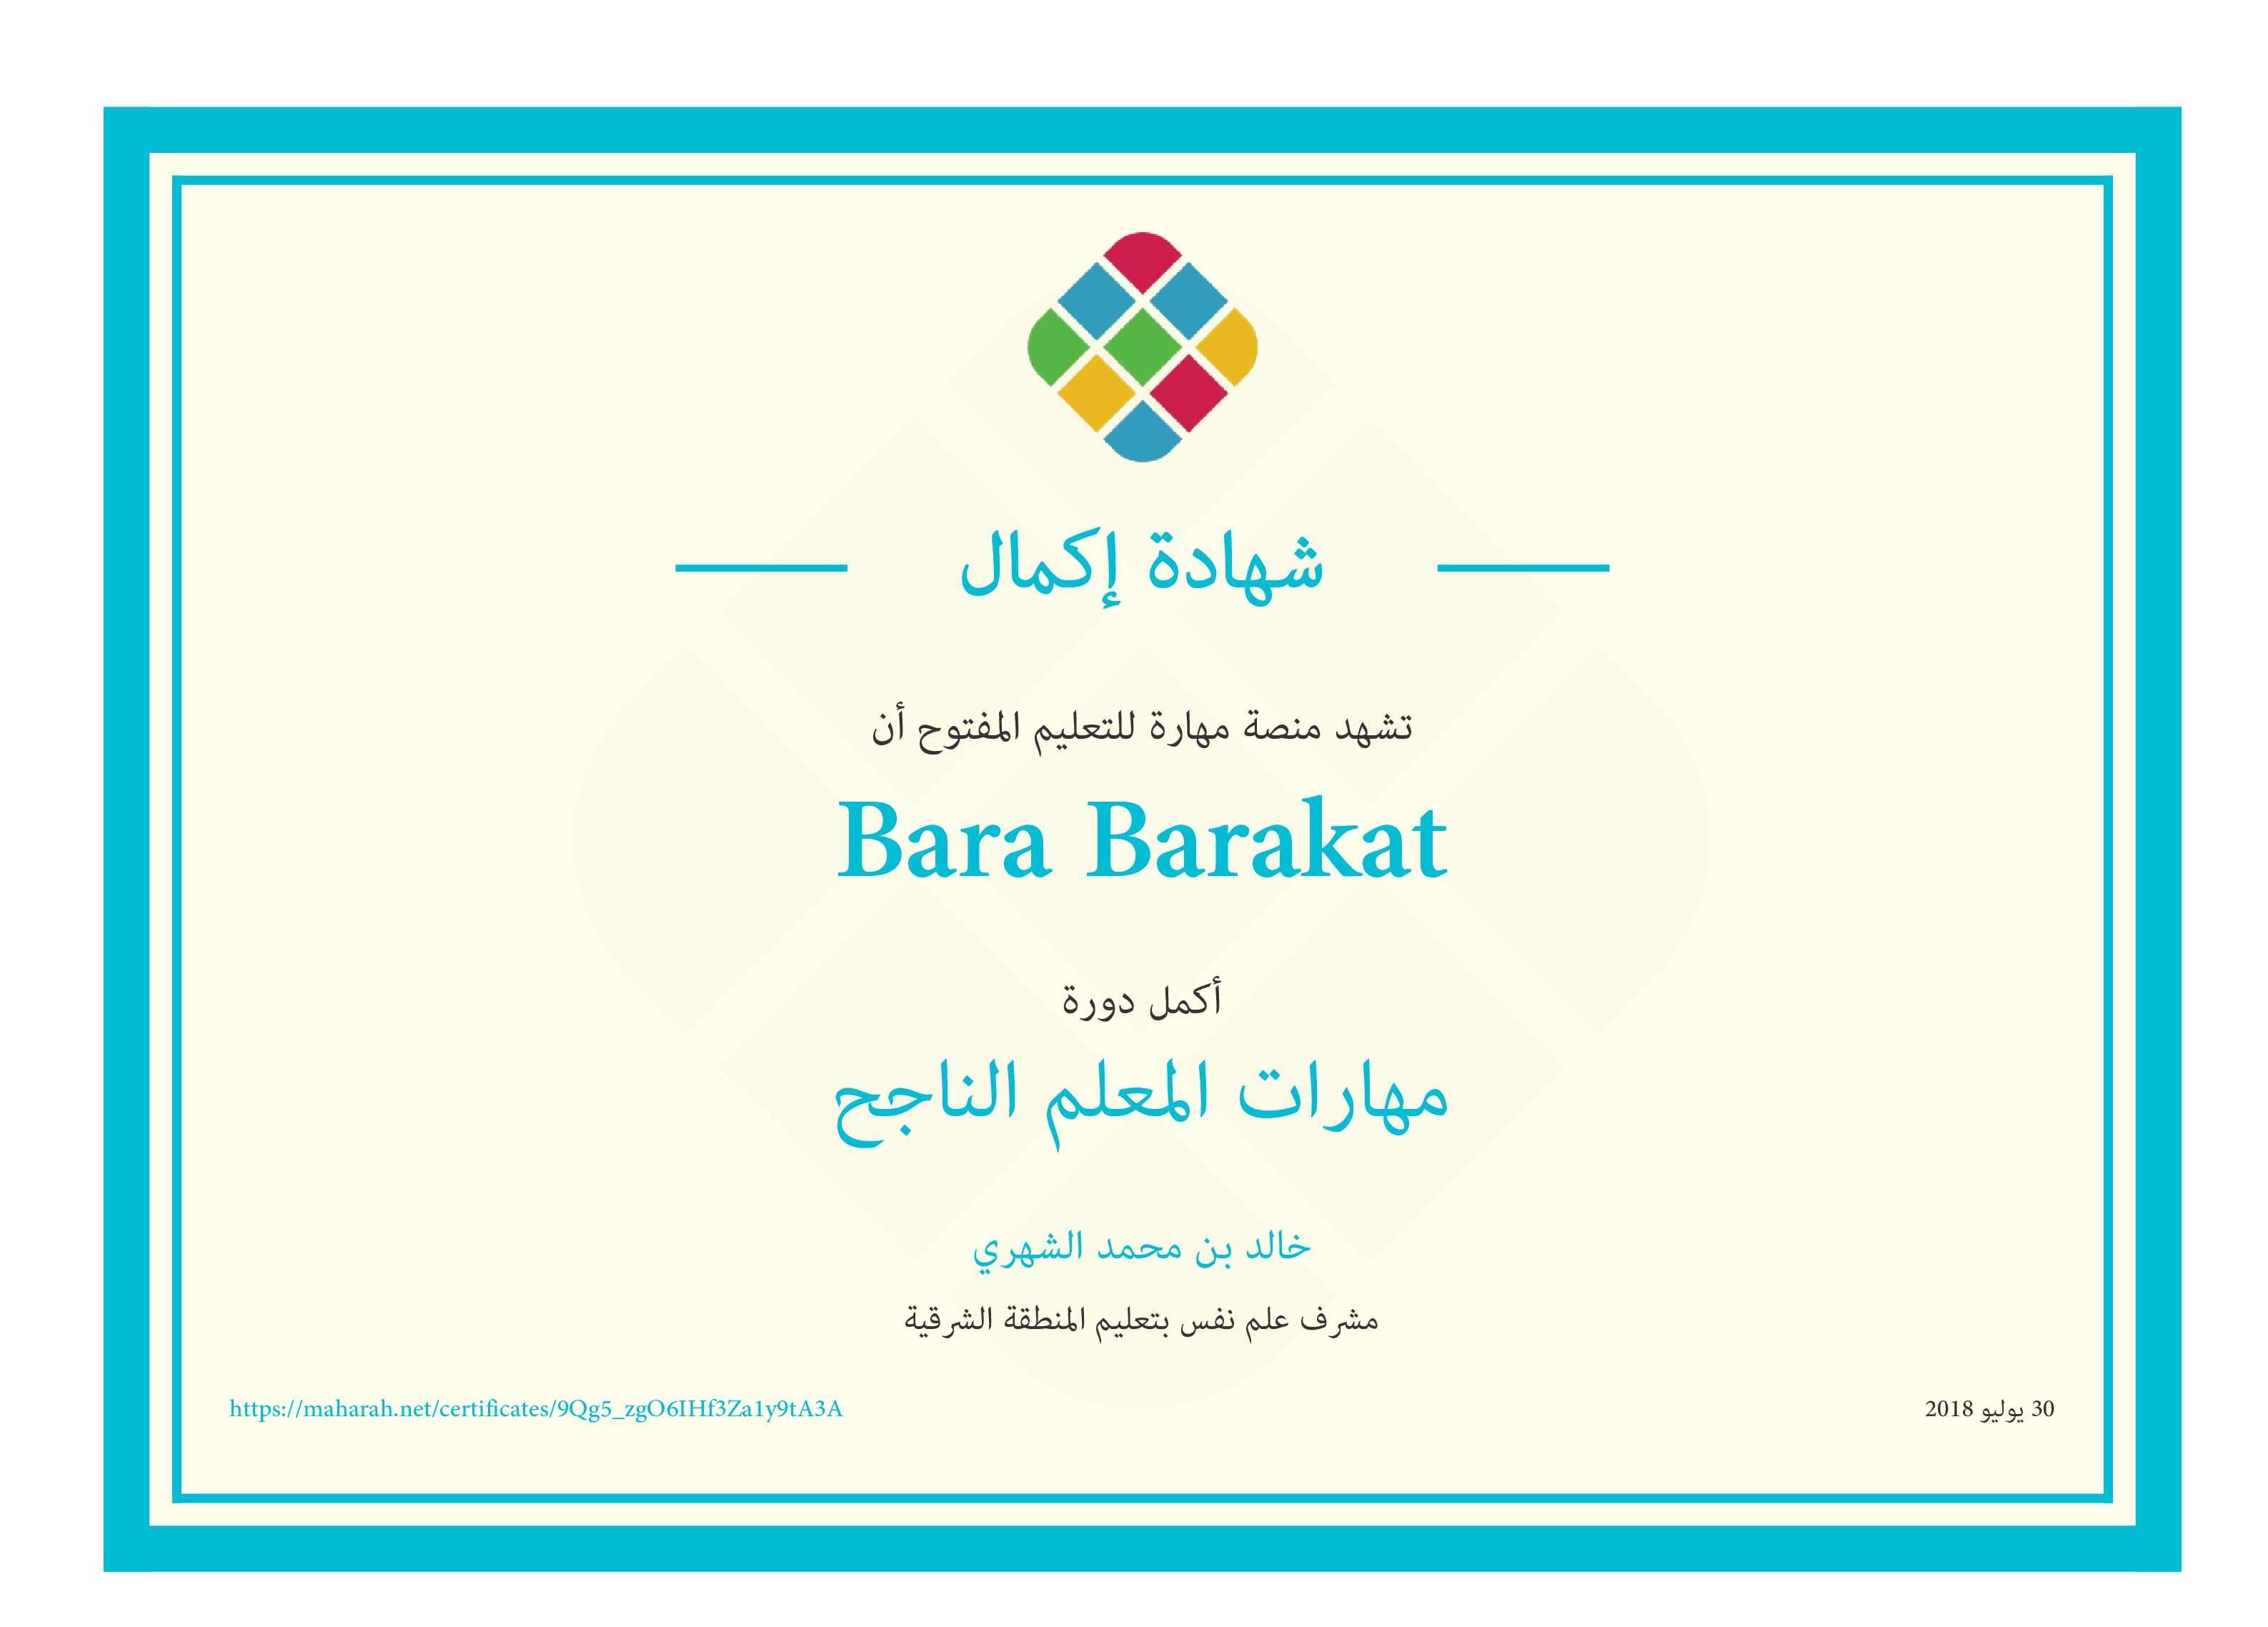 شهادة إكمال
تشهد منصة مهارة للتعليم المفتوح أن
Bara Barakat
أكمل دورة
مهارات المعلم الناجح
خالد بن محمد الشهري
مشرف علم نفس بتعليم المنطقة الشرقية
30 يوليو 2018
https://maharah.net/certificates/9Qg5_zgO6IHf3Za1y9tA3A